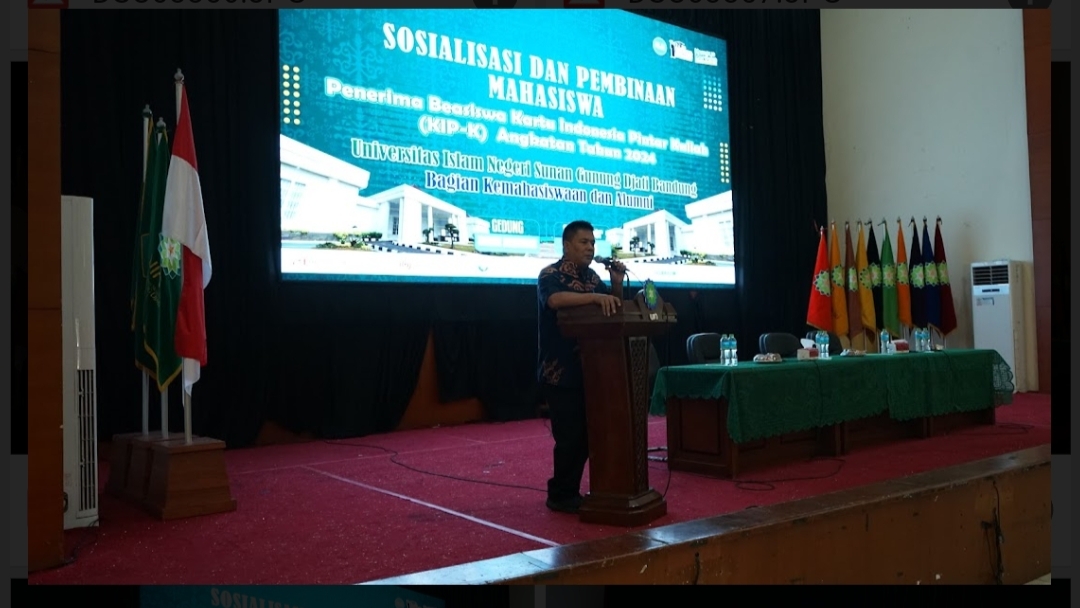 SOSIALISASI DAN PEMBINAAN
MAHASISWA
Penerima Beasiswa Kartu Indonesia Pintar Kuliah
(KIP-K) Angkatan Tahun 2024
Universitas Islam Negeri Sunan Gunung Djati Bandung
Bagian Kemahasiswaan dan Alumni
GEDUNG